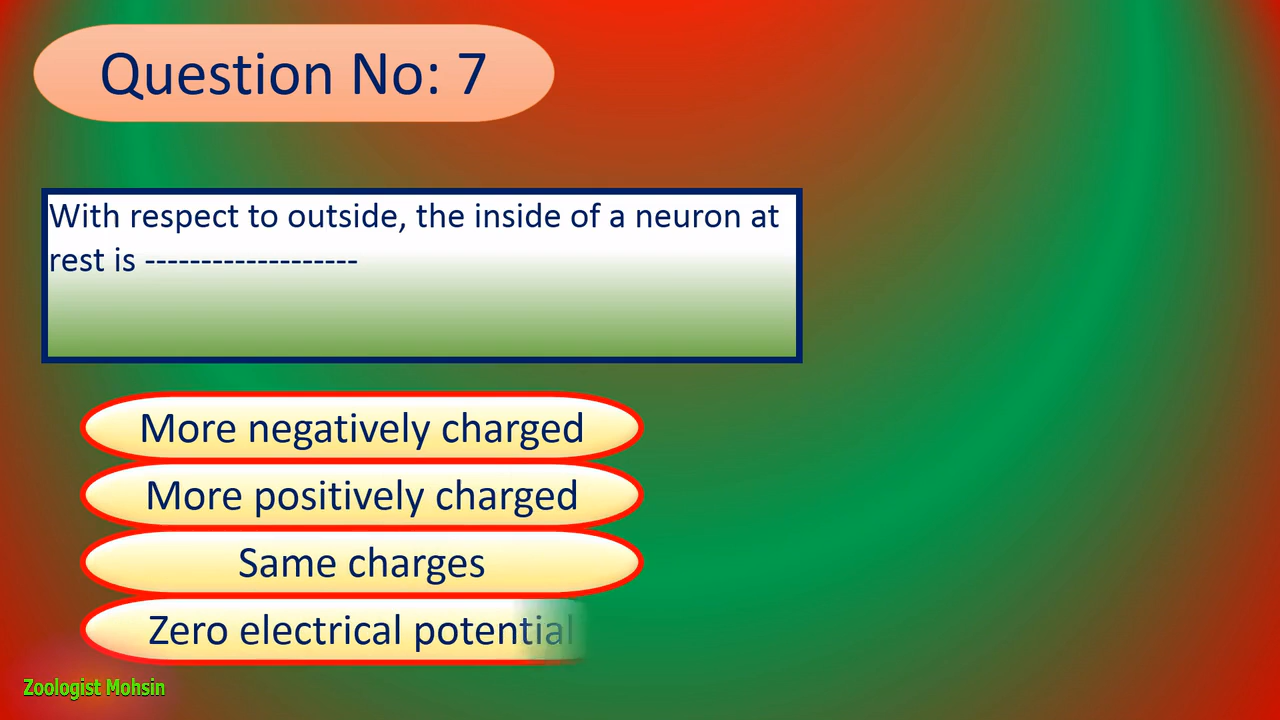 Question No: 7
With respect to outside, the inside of a neuron at
rest is -------------------
More negatively charged
More positively charged
Same charges
Zero electrical potential
Zoologist Mohsin